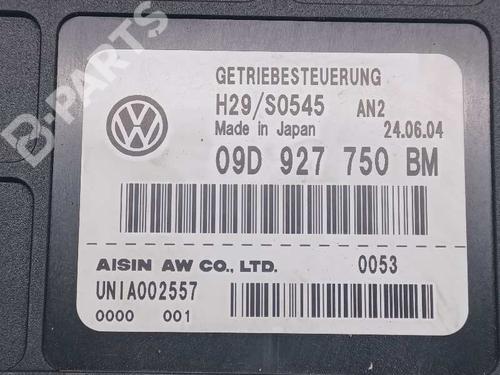 GETRIEBESTEUERUNG
H29/S0545 AN2
Made in Japan 24.06.04
09D 927 750 BM
AISIN AW CO., LTD. 0053
UNIA002557
0000 001
B-PARTS
B-PARTS